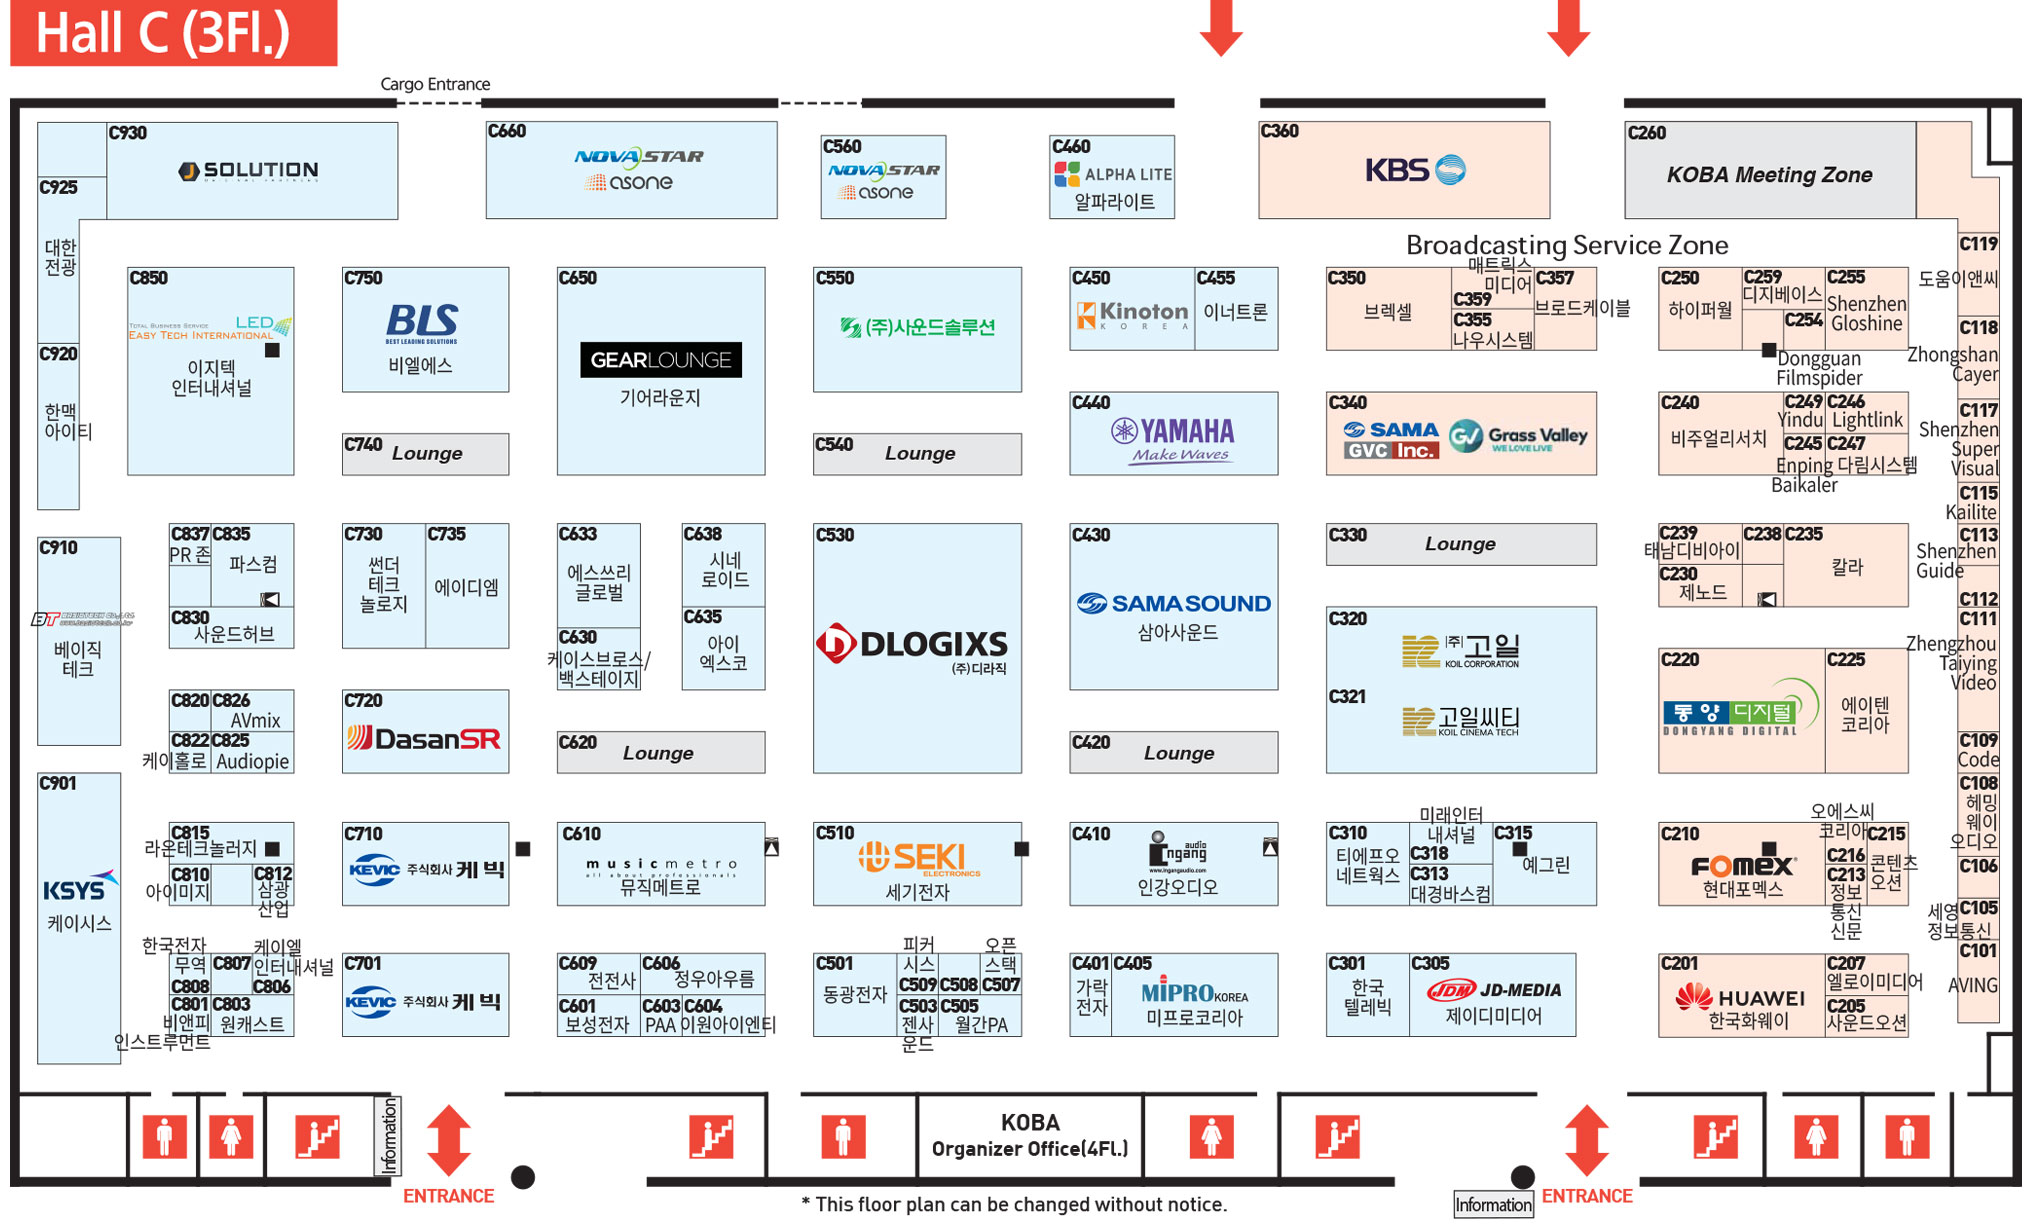 Hall C (3Fl.)
Cargo Entrance
C930
SOLUTION
C660
NOVASTAR
asone
C560
NOVASTAR
asone
C460
ALPHA LITE
알파라이트
C360
KBS
C260
KOBA Meeting Zone
C925
대한
전광
C920
한맥
아이티
Broadcasting Service Zone
C850
TOTAL BUSINESS SERVICE
LED
EASY TECH INTERNATIONAL
이지텍
인터내셔널
C750
BLS
BEST LEADING SOLUTIONS
비엘에스
C650
GEARLOUNGE
기어라운지
C550
(주)사운드솔루션
C450
Kinoton
KOREA
C455
이너트론
C350
브렉셀
매트릭스
미디어
C359
C355
나우시스템
C357
브로드케이블
C250
하이퍼월
C259
디지베이스
C254
Dongguan
Filmspider
C255
Shenzhen
Gloshine
C119
도움이앤씨
C118
Zhongshan
Cayer
C740
Lounge
C540
Lounge
C440
YAMAHA
Make Waves
C340
SAMA
GVC Inc.
GV
Grass Valley
WE LOVE LIVE
C240
비주얼리서치
C249
Yindu
C246
Lightlink
C245
Enping
Baikaler
C247
다림시스템
C117
Shenzhen
Super
Visual
C115
Kailite
C910
BT BASICTECH Co.,Ltd.
베이직
테크
C837
PR 존
C835
파스컴
C830
사운드허브
C730
썬더
테크
놀로지
C735
에이디엠
C633
에스쓰리
글로벌
C630
케이스브로스/
백스테이지
C638
시네
로이드
C635
아이
엑스코
C530
DLOGIXS
(주)디라직
C430
SAMA SOUND
삼아사운드
C330
Lounge
C239
태남디비아이
C230
제노드
C238
C235
칼라
C113
Shenzhen
Guide
C112
C111
Zhengzhou
Taiying
Video
C320
(주)고일
KOIL CORPORATION
C321
고일씨티
KOIL CINEMA TECH
C220
동양디지털
DONGYANG DIGITAL
C225
에이텐
코리아
C820
C826
AVmix
C822
케이홀로
C825
Audiopie
C720
DasanSR
C620
Lounge
C420
Lounge
C109
Code
C108
헤밍
웨이
오디오
C901
KSYS
케이시스
C815
라온테크놀러지
C810
아이미지
C812
삼광
산업
C710
KEVIC 주식회사 케빅
C610
musicmetro
all about professionals
뮤직메트로
C510
SEKI
ELECTRONICS
세기전자
C410
audio
ingang
www.ingangaudio.com
인강오디오
C310
티에프오
네트웍스
미래인터
내셔널
C318
C313
대경바스컴
C315
예그린
C210
FOMEX
현대포멕스
오에스씨
코리아
C216
C213
정보
통신
신문
C215
콘텐츠
오션
C106
C105
세영
정보통신
C101
AVING
한국전자
무역
C808
C807
케이엘
인터내셔널
C806
C801
비앤피
인스트루먼트
C803
원캐스트
C701
KEVIC 주식회사 케빅
C609
전전사
C606
정우아우름
C601
보성전자
C603
PAA
C604
이원아이엔티
C501
동광전자
피커
시스
C509
C508
오픈
스택
C507
C503
젠사
운드
C505
월간PA
C401
가락
전자
C405
MIPRO KOREA
미프로코리아
C301
한국
텔레빅
C305
JDM JD-MEDIA
제이디미디어
C201
HUAWEI
한국화웨이
C207
엘로이미디어
C205
사운드오션
Information
ENTRANCE
KOBA
Organizer Office(4Fl.)
Information
ENTRANCE
* This floor plan can be changed without notice.